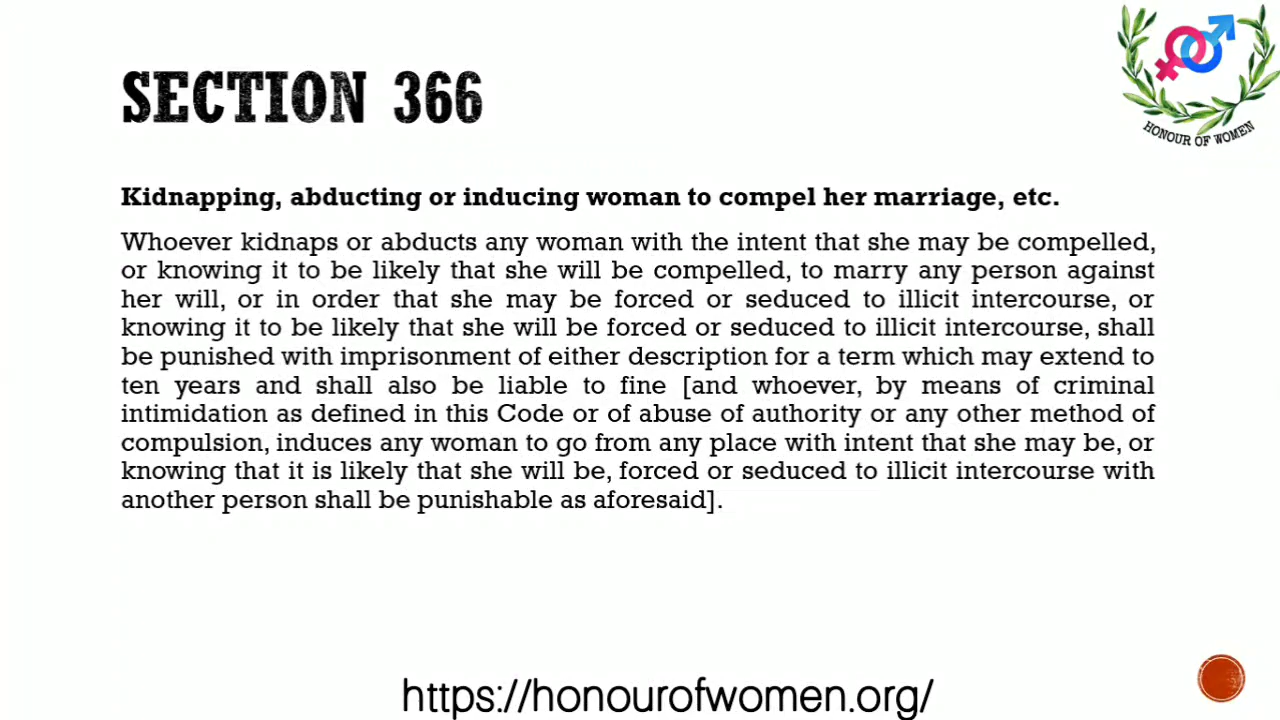 HONOUR OF WOMEN
SECTION 366
Kidnapping, abducting or inducing woman to compel her marriage, etc.
Whoever kidnaps or abducts any woman with the intent that she may be compelled,
or knowing it to be likely that she will be compelled, to marry any person against
her will, or in order that she may be forced or seduced to illicit intercourse, or
knowing it to be likely that she will be forced or seduced to illicit intercourse, shall
be punished with imprisonment of either description for a term which may extend to
ten years and shall also be liable to fine [and whoever, by means of criminal
intimidation as defined in this Code or of abuse of authority or any other method of
compulsion, induces any woman to go from any place with intent that she may be, or
knowing that it is likely that she will be, forced or seduced to illicit intercourse with
another person shall be punishable as aforesaid].
https://honourofwomen.org/